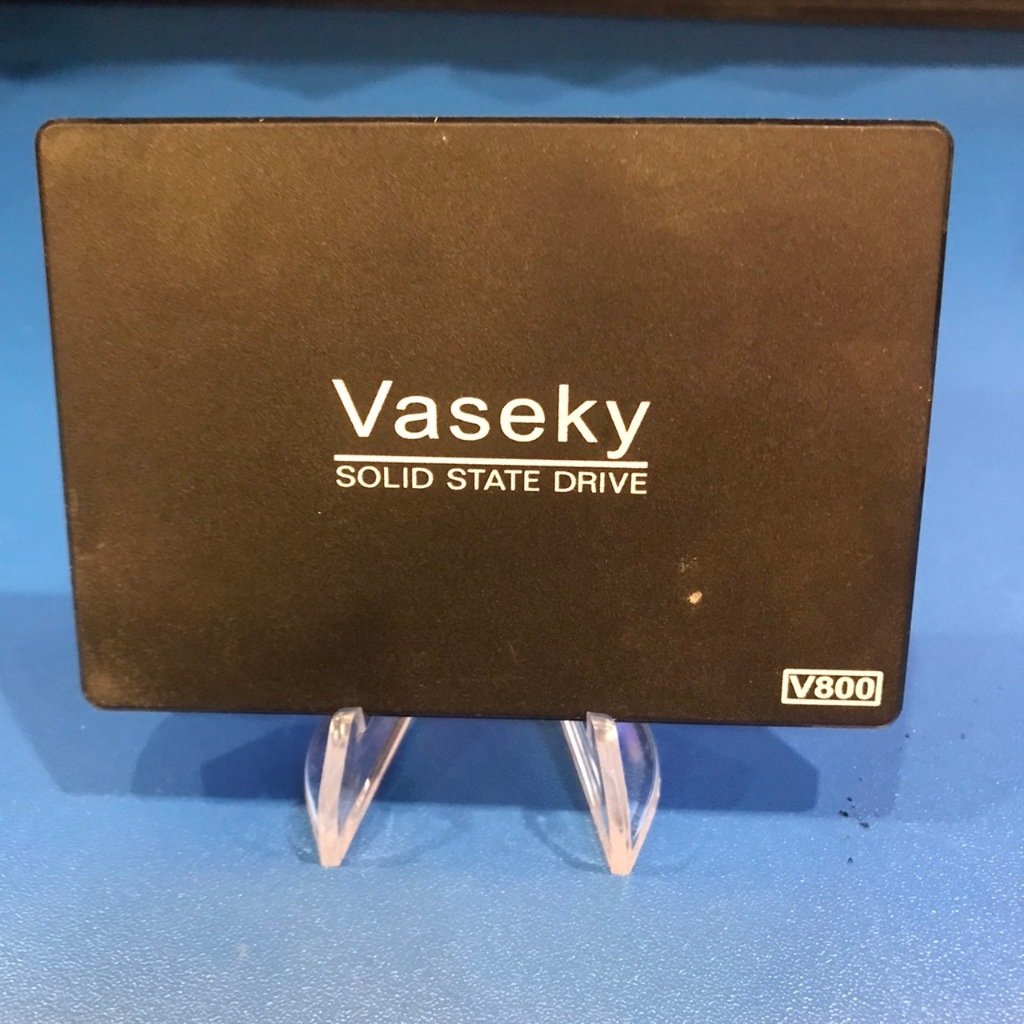 Vaseky
SOLID STATE DRIVE
V800